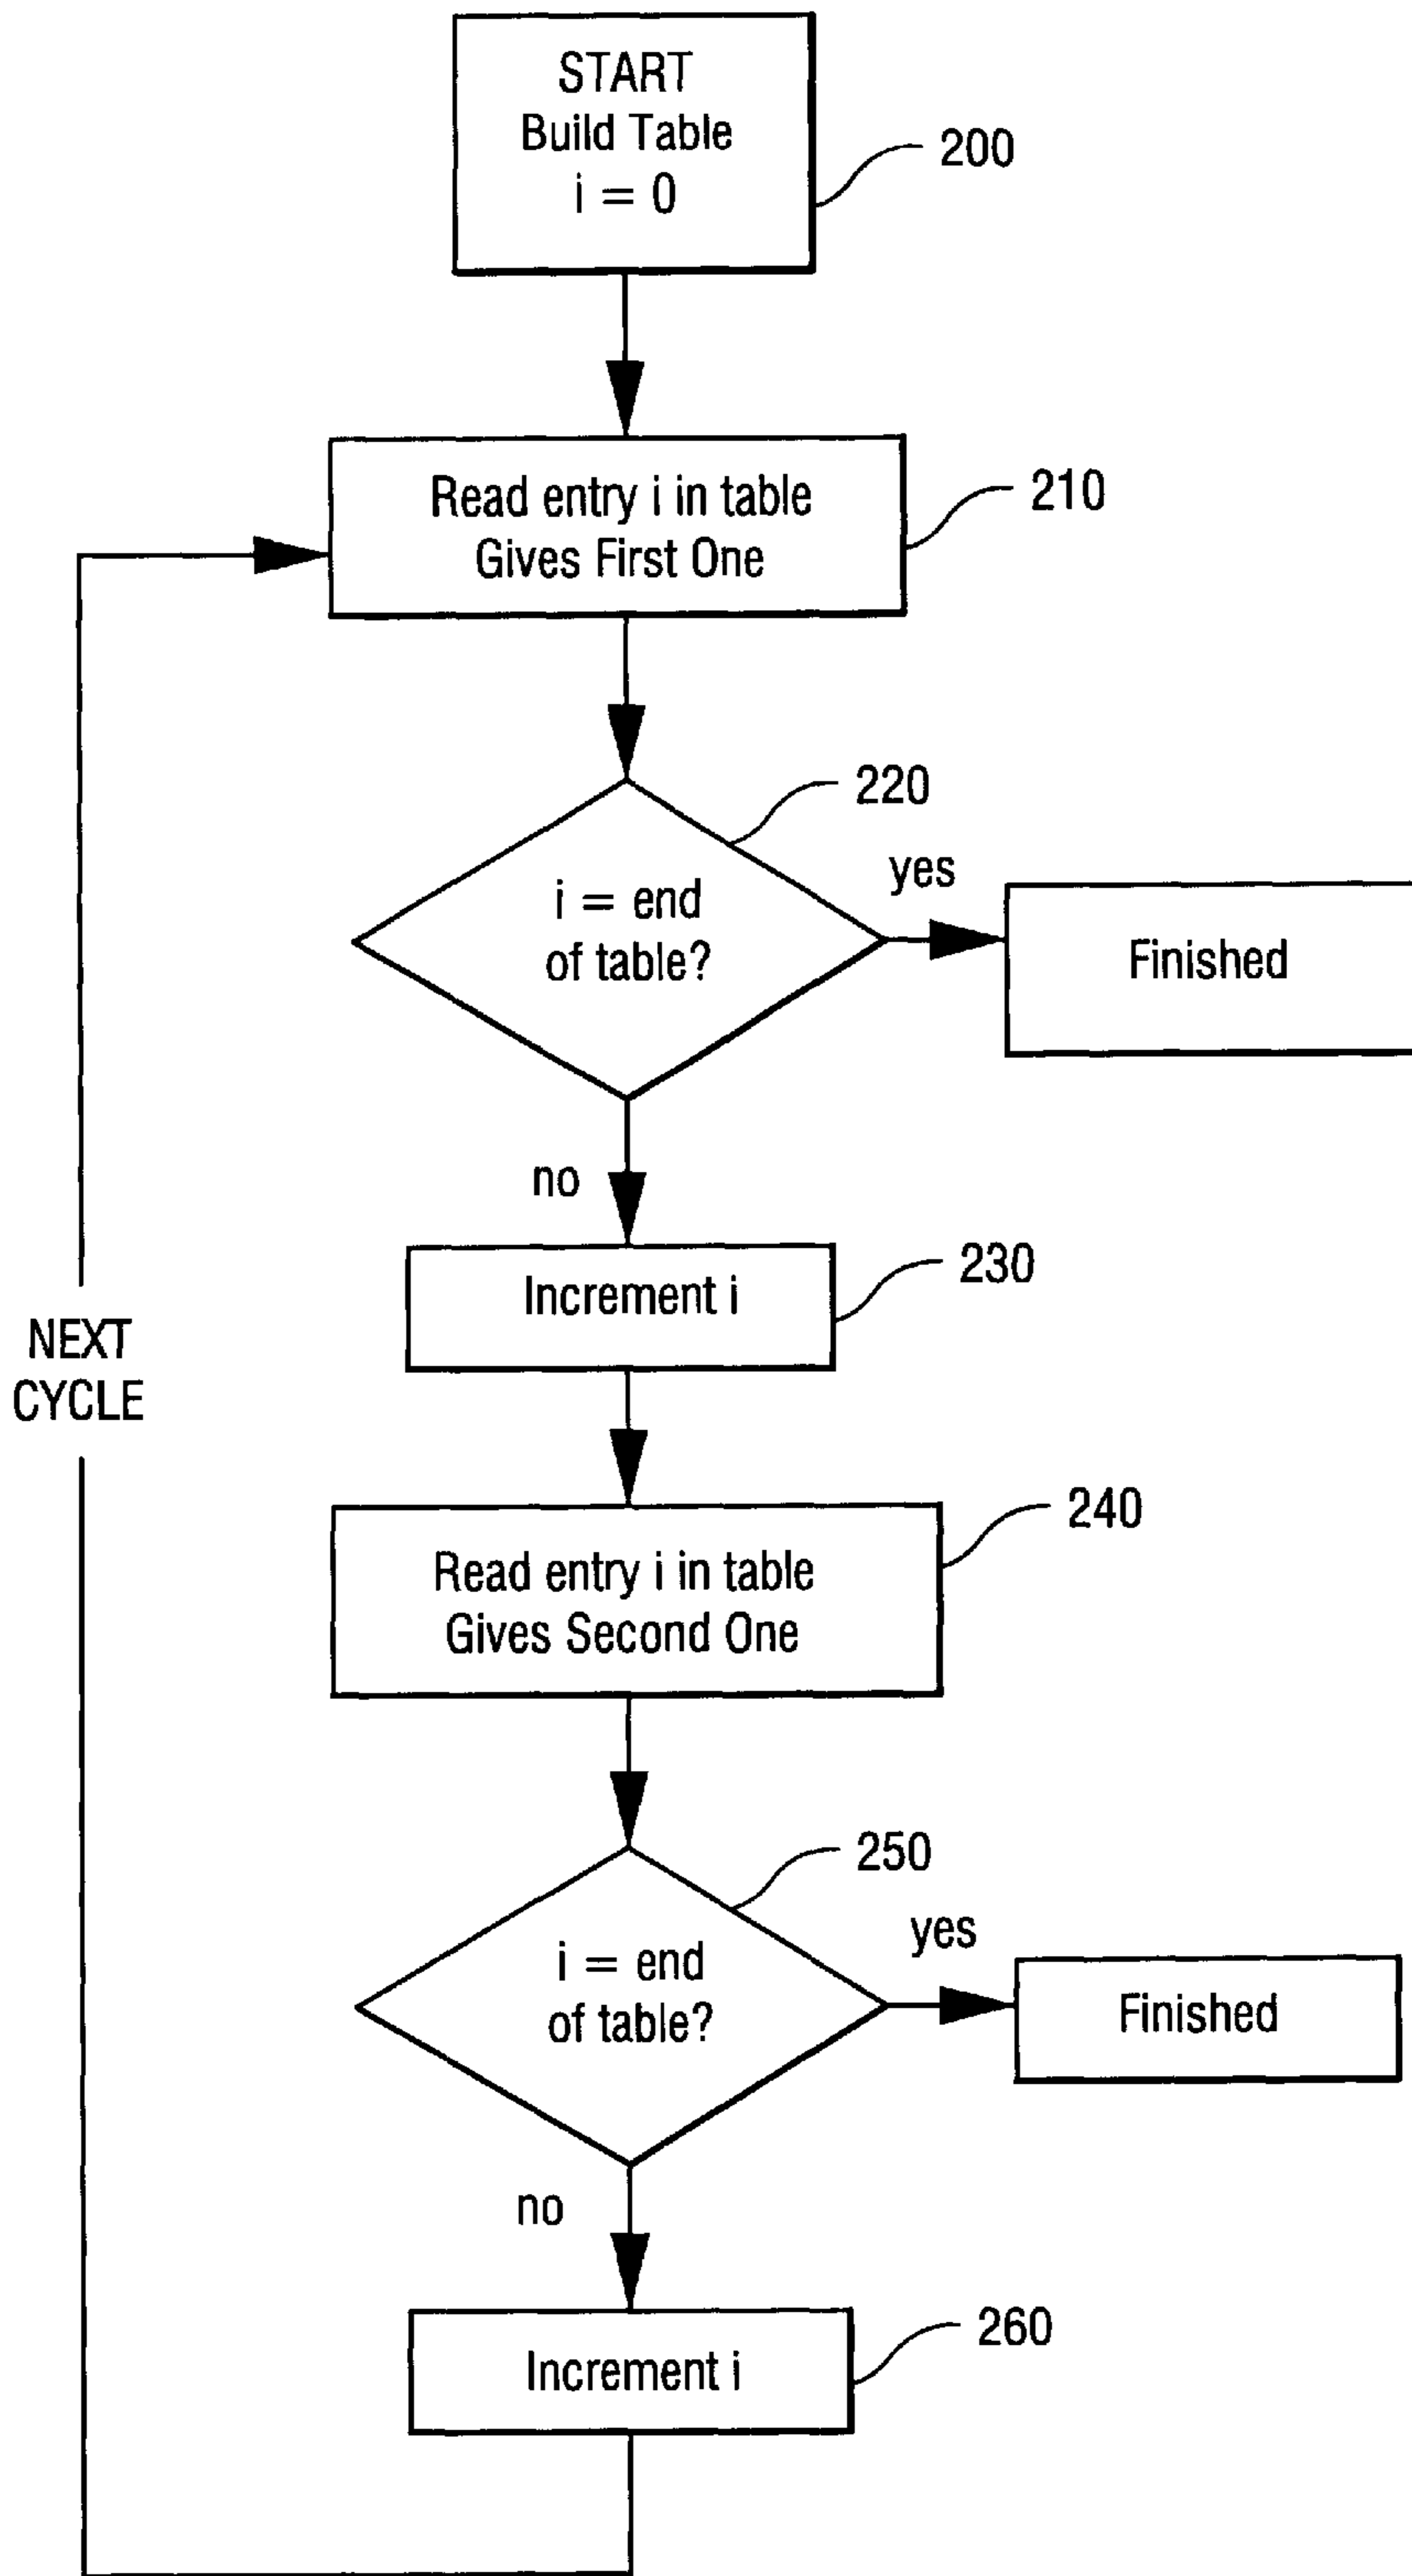 START
Build Table
i = 0
200
Read entry i in table
Gives First One
210
220
i = end
of table?
yes
Finished
no
Increment i
230
NEXT
CYCLE
Read entry i in table
Gives Second One
240
250
i = end
of table?
yes
Finished
no
Increment i
260